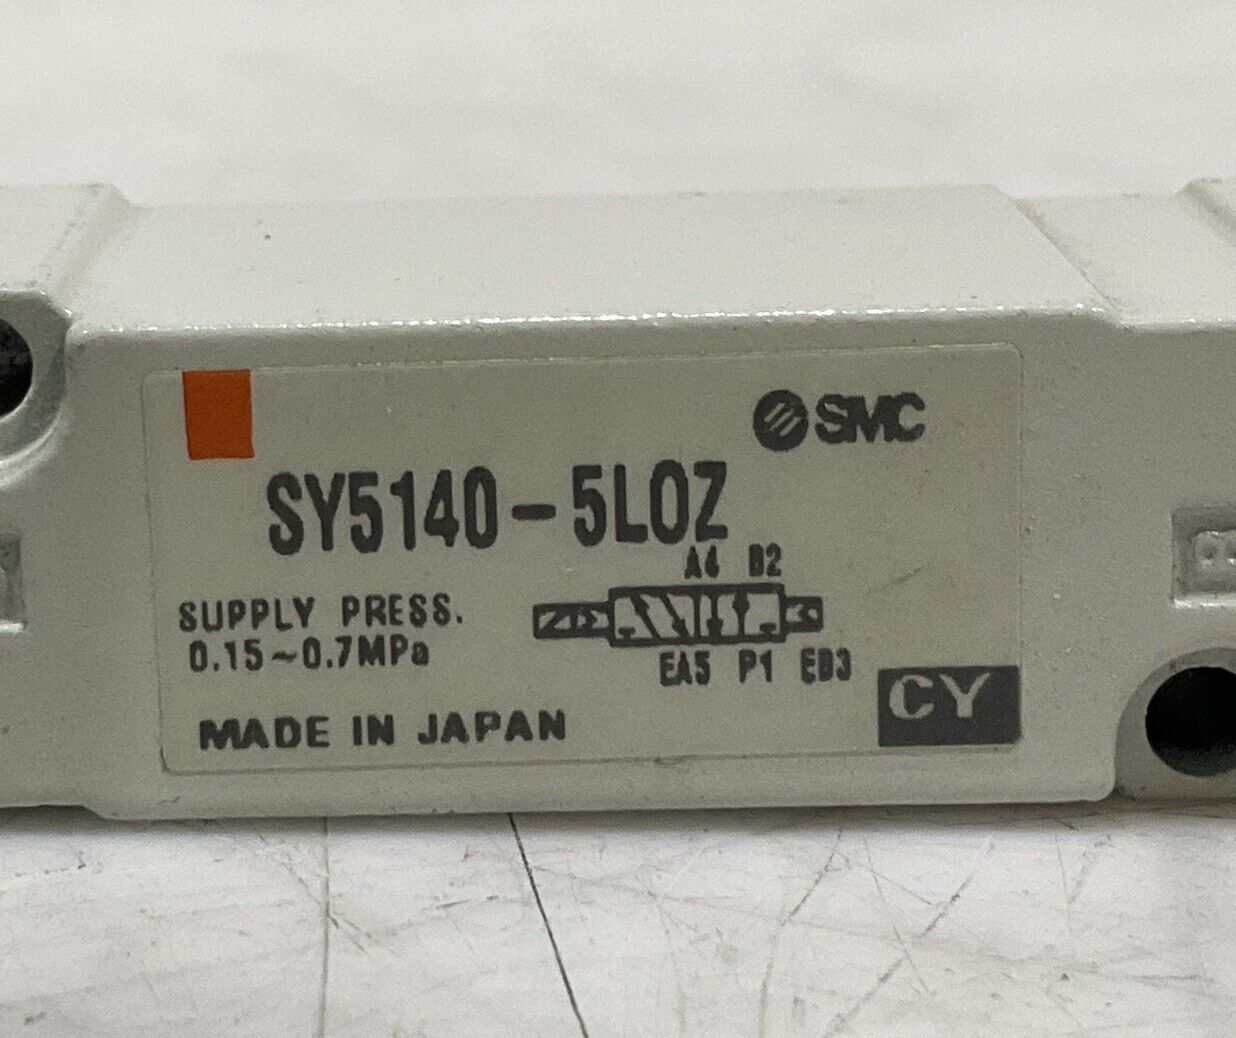 SMC
SY5140-5LOZ
A4 B2
SUPPLY PRESS.
0.15~0.7MPa
EA5 P1 EB3
CY
MADE IN JAPAN